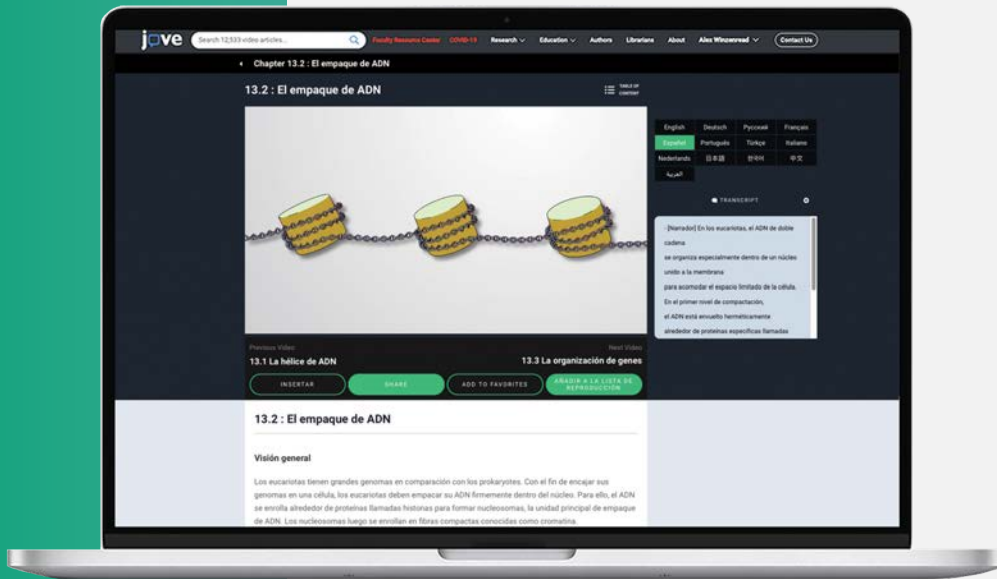 jove
Search 12,533 video articles...
Faculty Resource Center COVID-19 Research Education Authors Librarians About Alex Winzenread Contact Us
Chapter 13.2 : El empaque de ADN
13.2 : El empaque de ADN
TABLE OF
CONTENT
English Deutsch Русский Français
Español Português Türkçe Italiano
Nederlands 日本語 한국어 中文
العربية
TRANSCRIPT
- [Narrador] En los eucariotas, el ADN de doble
cadena
se organiza especialmente dentro de un núcleo
unido a la membrana
para acomodar el espacio limitado de la célula.
En el primer nivel de compactación,
el ADN está envuelto herméticamente
alrededor de proteínas específicas llamadas
Previous Video
13.1 La hélice de ADN
Next Video
13.3 La organización de genes
INSERTAR
SHARE
ADD TO FAVORITES
AÑADIR A LA LISTA DE
REPRODUCCIÓN
13.2 : El empaque de ADN
Visión general
Los eucariotas tienen grandes genomas en comparación con los prokaryotes. Con el fin de encajar sus
genomas en una célula, los eucariotas deben empacar su ADN firmemente dentro del núcleo. Para ello, el ADN
se enrolla alrededor de proteínas llamadas histonas para formar nucleosomas, la unidad principal de empaque
de ADN. Los nucleosomas luego se enrollan en fibras compactas conocidas como cromatina.